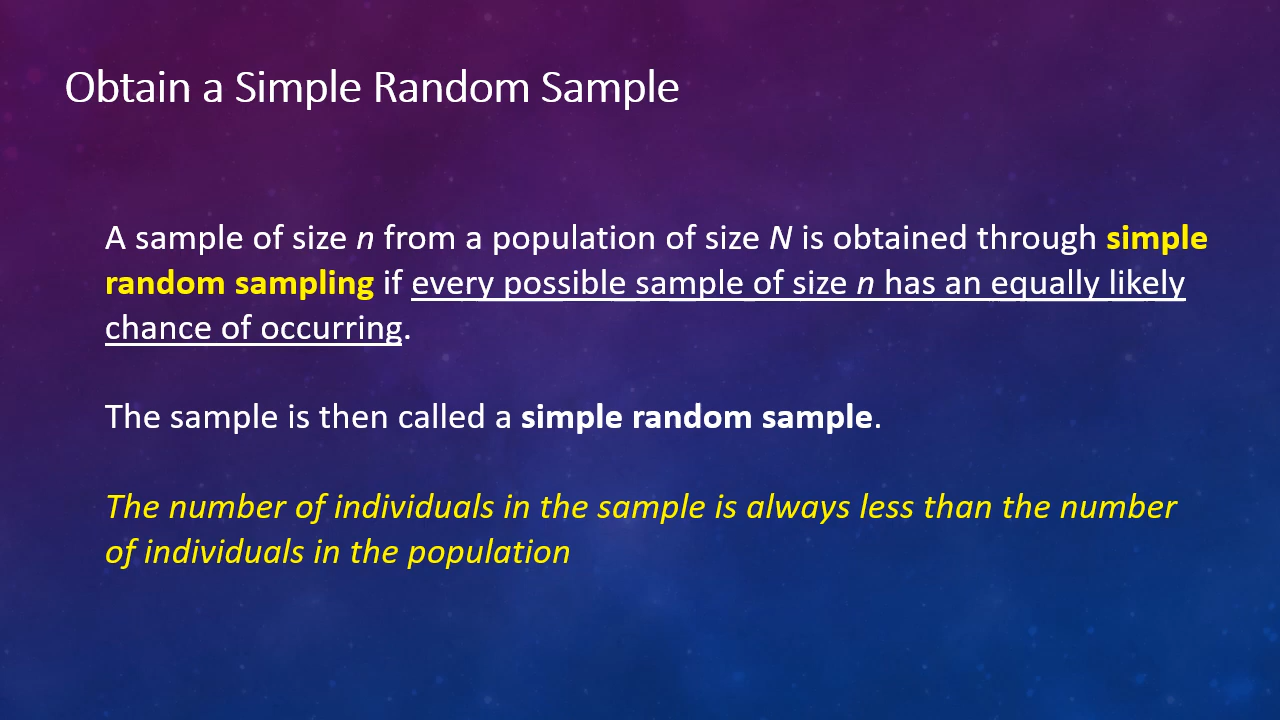 Obtain a Simple Random Sample
A sample of size n from a population of size N is obtained through simple
random sampling if every possible sample of size n has an equally likely
chance of occurring.
The sample is then called a simple random sample.
The number of individuals in the sample is always less than the number
of individuals in the population